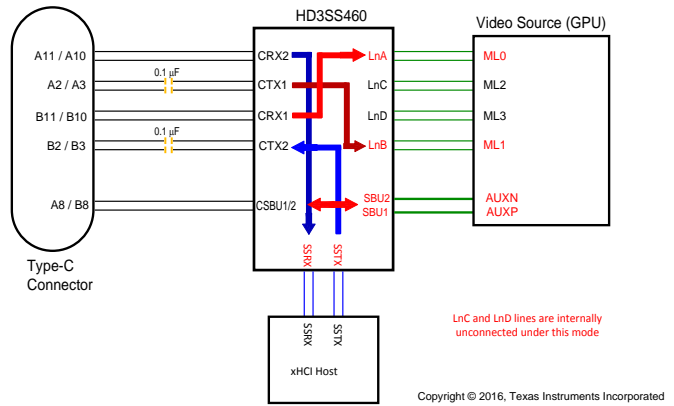 HD3SS460
Video Source (GPU)
A11 / A10
CRX2
LnA
ML0
0.1 µF
A2 / A3
CTX1
LnC
ML2
B11 / B10
CRX1
LnD
ML3
0.1 µF
B2 / B3
CTX2
LnB
ML1
A8 / B8
CSBU1/2
SBU2
SBU1
AUXN
AUXP
SSRX
SSTX
Type-C
Connector
SSRX
SSTX
xHCI Host
LnC and LnD lines are internally
unconnected under this mode
Copyright © 2016, Texas Instruments Incorporated